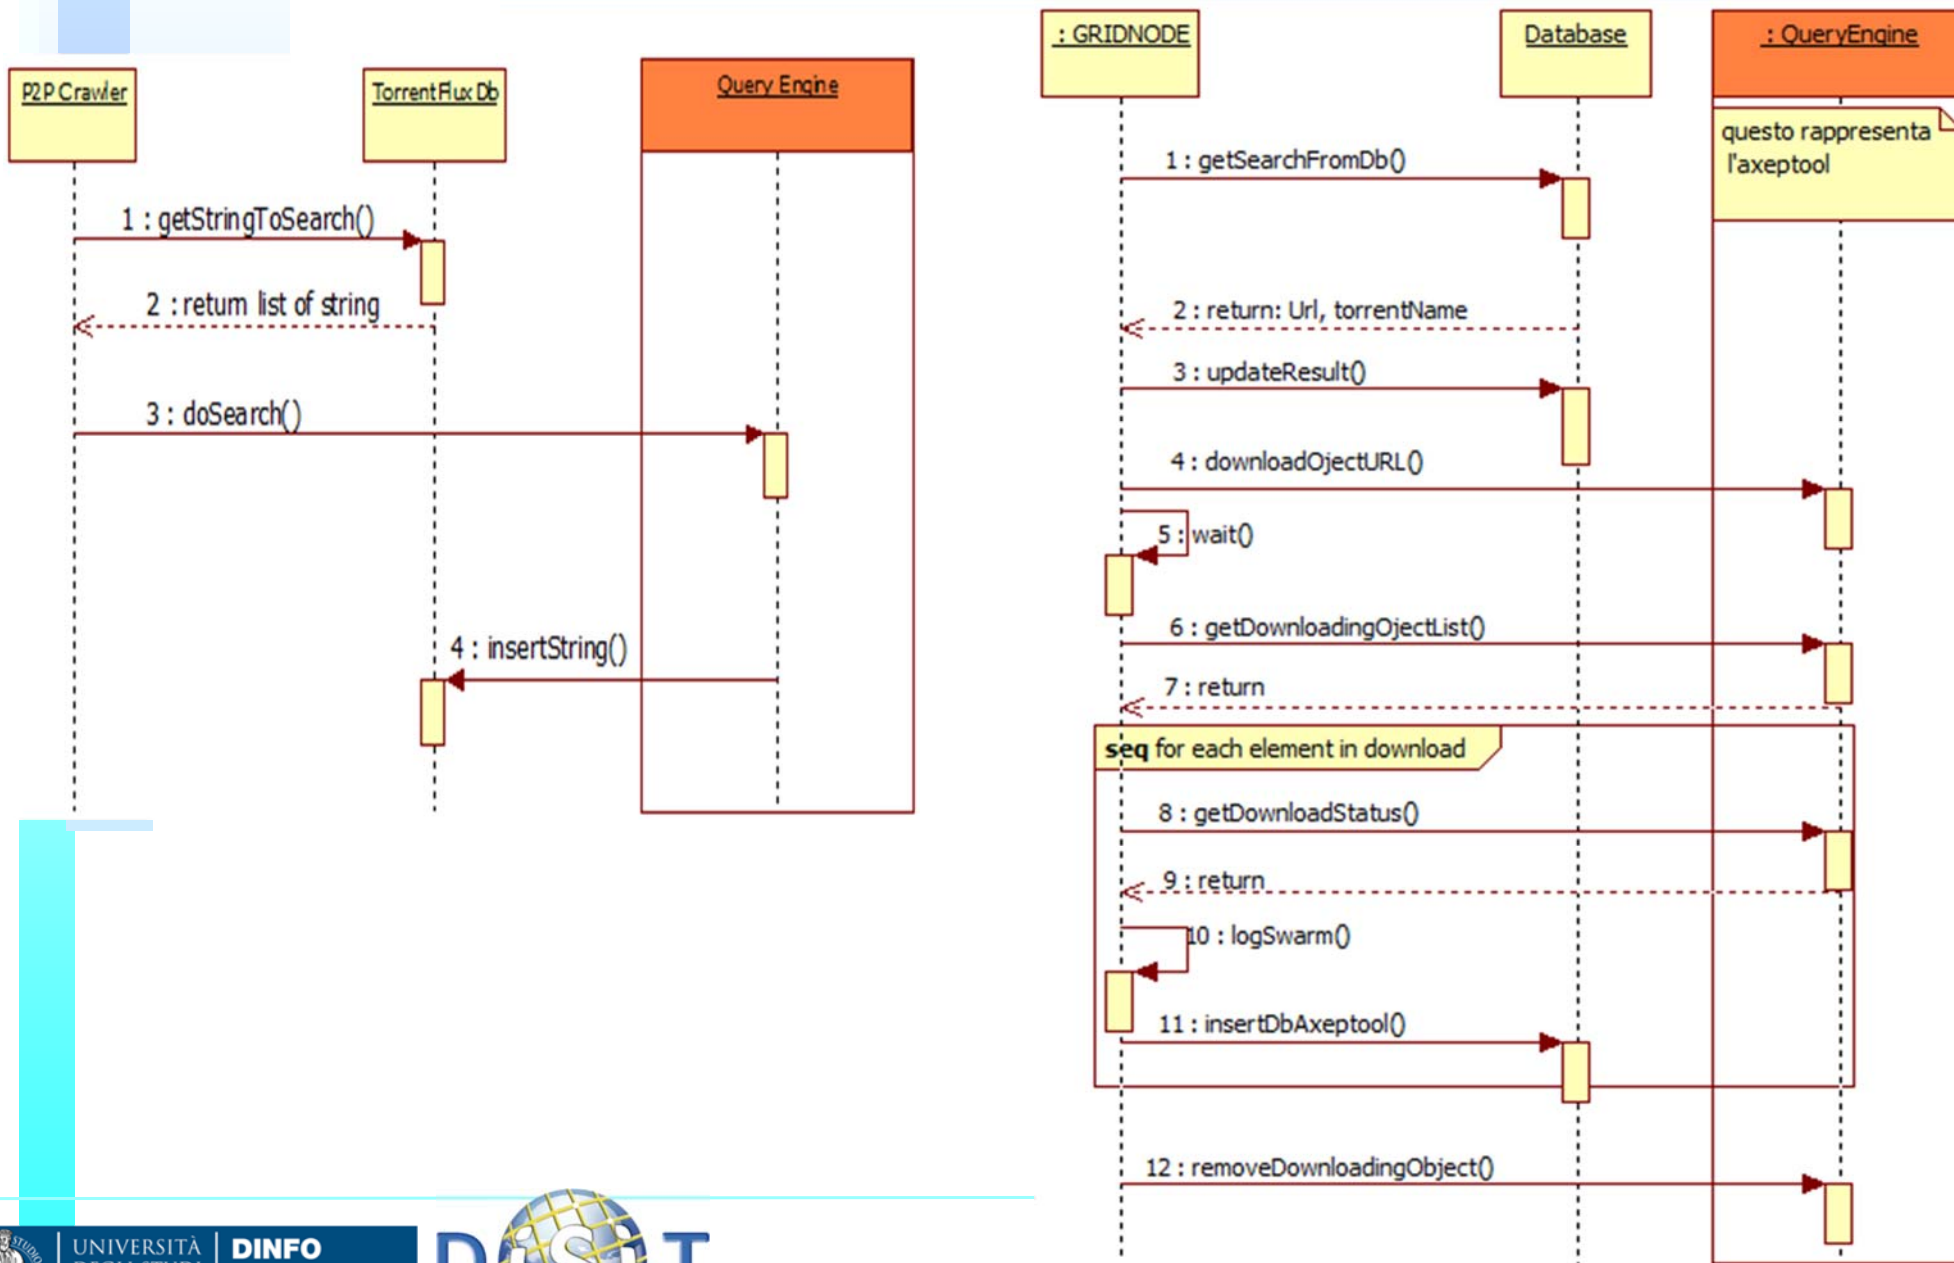 P2P Crawler
TorrentFlux Db
Query Engine
1 : getStringToSearch()
2 : return list of string
3 : doSearch()
4 : insertString()
: GRIDNODE
Database
: QueryEngine
questo rappresenta
l'axeptool
1 : getSearchFromDb()
2 : return: Url, torrentName
3 : updateResult()
4 : downloadOjectURL()
5 : wait()
6 : getDownloadingOjectList()
7 : return
seq for each element in download
8 : getDownloadStatus()
9 : return
10 : logSwarm()
11 : insertDbAxeptool()
12 : removeDownloadingObject()
UNIVERSITÀ
DINFO
DISIT